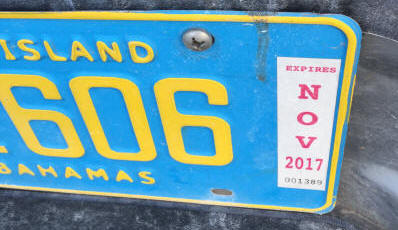 ISLAND
606
BAHAMAS
EXPIRES
NOV
2017
001389